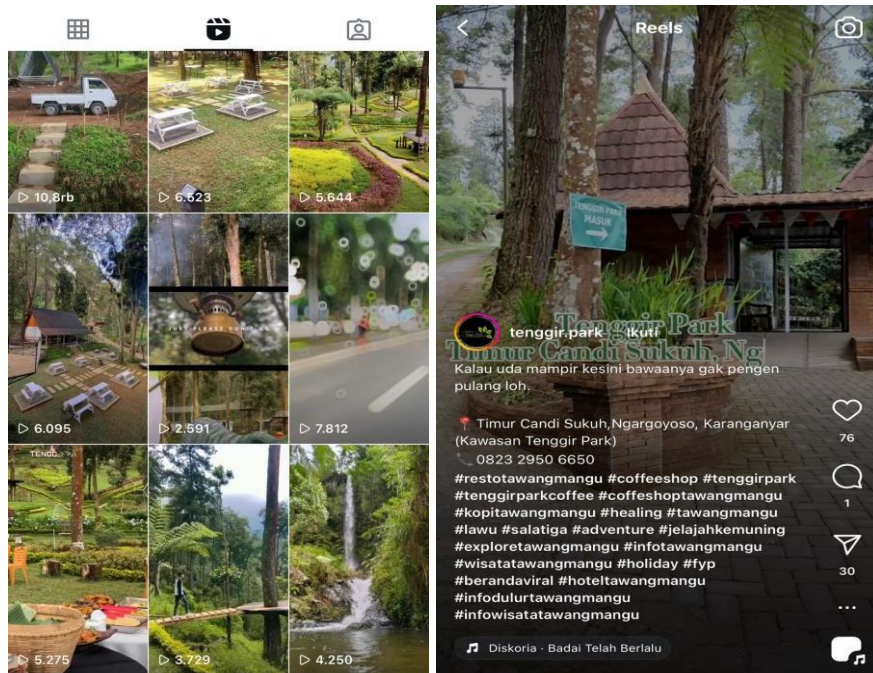 10,8rb
6.523
5.644
6.095
JUST PLEASE DON'T
2.591
7.812
5.275
3.729
4.250
Reels
TENGGIR PARK
MASUK
tenggir.park
Ikuti
Tenggir Park
Timur Candi Sukuh, Ng
Kalau uda mampir kesini bawaanya gak pengen
pulang loh.
Timur Candi Sukuh,Ngargoyoso, Karanganyar
(Kawasan Tenggir Park)
0823 2950 6650
#restotawangmangu #coffeeshop #tenggirpark
#tenggirparkcoffee #coffeshoptawangmangu
#kopitawangmangu #healing #tawangmangu
#lawu #salatiga #adventure #jelajahkemuning
#exploretawangmangu #infotawangmangu
#wisatatawangmangu #holiday #fyp
#berandaviral #hoteltawangmangu
#infodulurtawangmangu
#infowisatatawangmangu
76
1
30
Diskoria · Badai Telah Berlalu